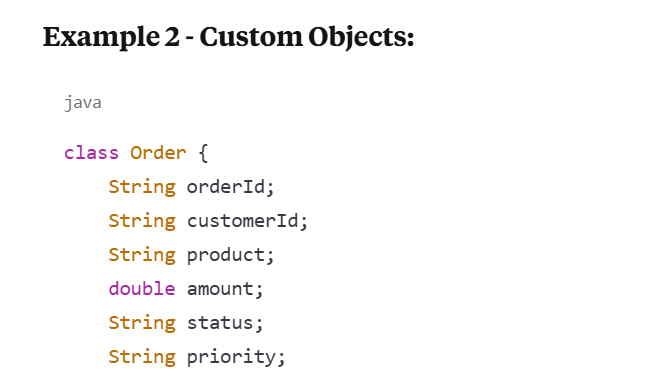 Example 2 - Custom Objects:
java
class Order {
    String orderId;
    String customerId;
    String product;
    double amount;
    String status;
    String priority;